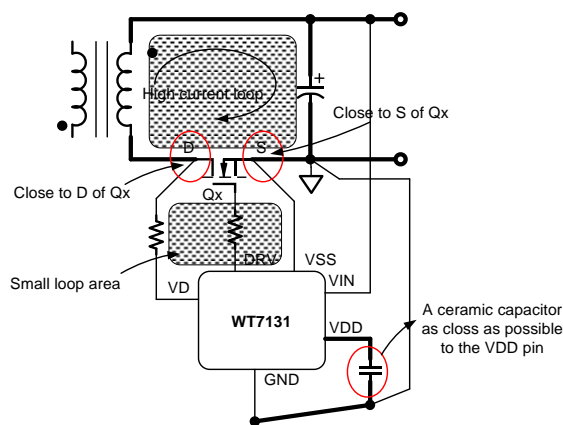 High-current loop
+
Close to S of Qx
D
S
Close to D of Qx
Qx
Small loop area
DRV
VSS
VD
VIN
WT7131
VDD
A ceramic capacitor
as closs as possible
to the VDD pin
GND